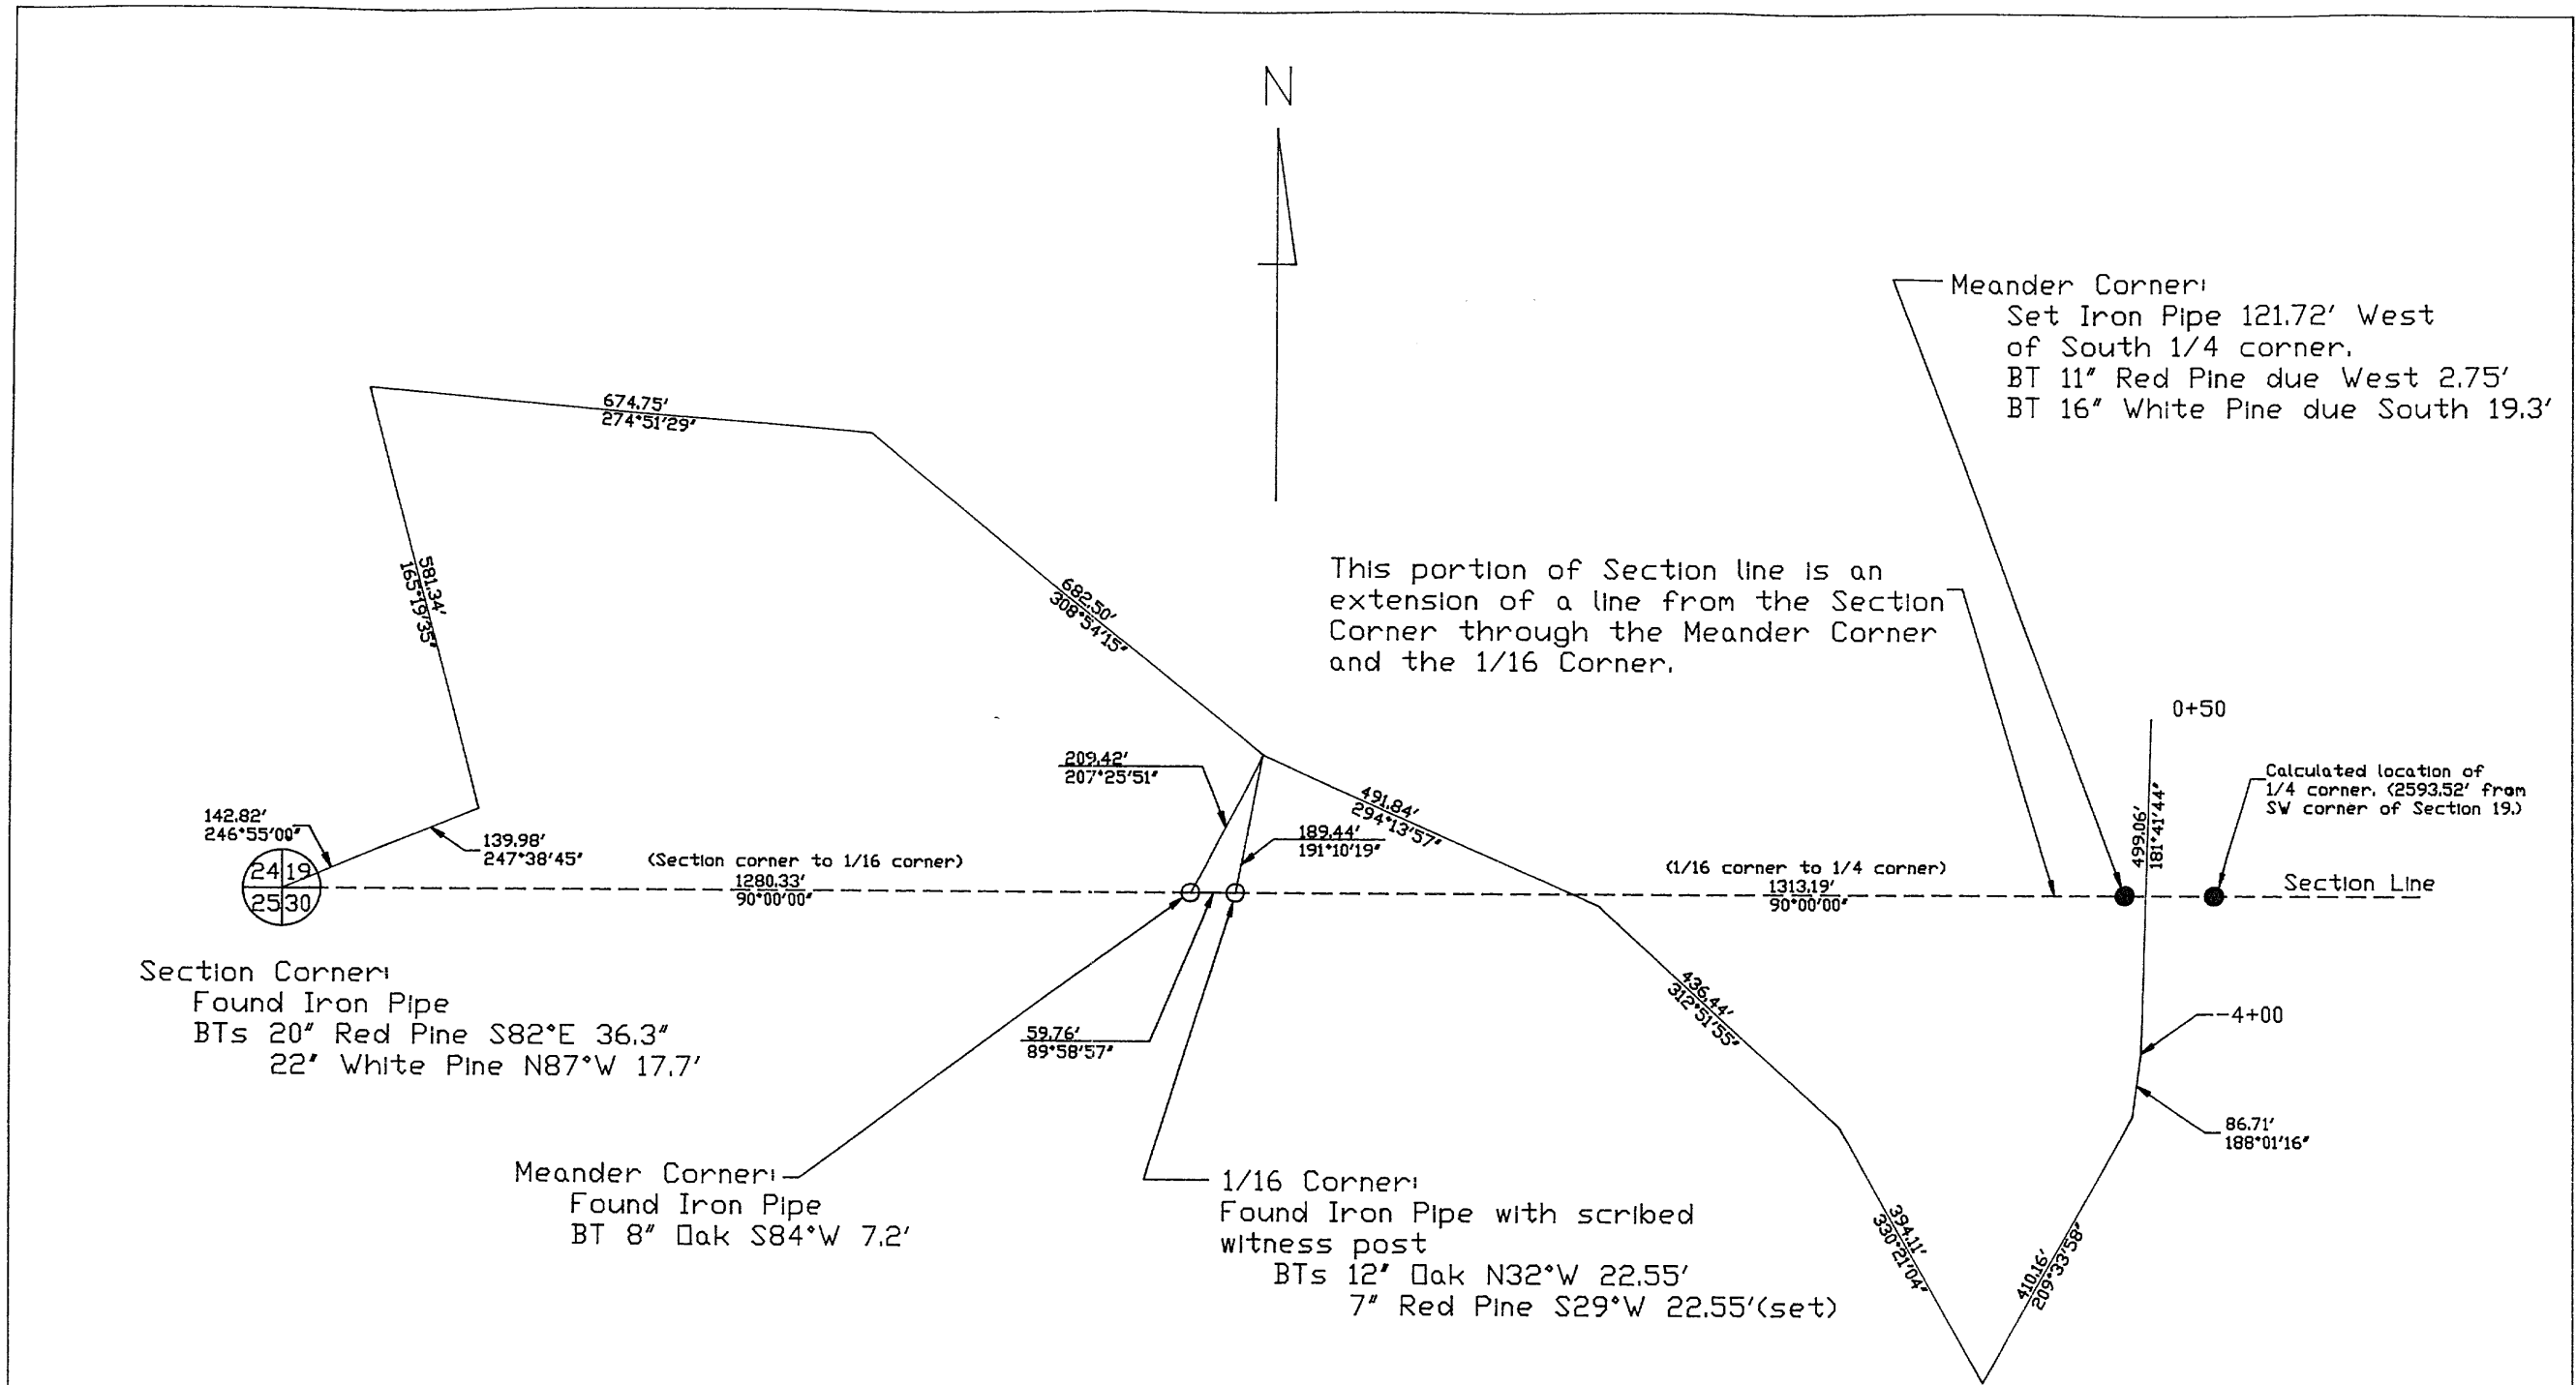 N
Meander Corner:
Set Iron Pipe 121.72' West
of South 1/4 corner.
BT 11" Red Pine due West 2.75'
BT 16" White Pine due South 19.3'
674.75'
274°51'29"
581.34'
165°19'35"
682.50'
308°54'15"
This portion of Section line is an
extension of a line from the Section
Corner through the Meander Corner
and the 1/16 Corner.
0+50
209.42'
207°25'51"
Calculated location of
1/4 corner. (2593.52' from
SW corner of Section 19.)
142.82'
246°55'00"
139.98'
247°38'45"
491.84'
294°13'57"
189.44'
191°10'19"
499.06'
181°41'44"
(Section corner to 1/16 corner)
1280.33'
90°00'00"
(1/16 corner to 1/4 corner)
1313.19'
90°00'00"
Section Line
24 19
25 30
Section Corner:
Found Iron Pipe
BTs 20" Red Pine S82°E 36.3"
22" White Pine N87°W 17.7'
436.44'
312°51'55"
-4+00
59.76'
89°58'57"
86.71'
188°01'16"
Meander Corner:
Found Iron Pipe
BT 8" Oak S84°W 7.2'
1/16 Corner:
Found Iron Pipe with scribed
witness post
BTs 12" Oak N32°W 22.55'
7" Red Pine S29°W 22.55'(set)
394.11'
330°21'04"
410.16'
209°33'58"